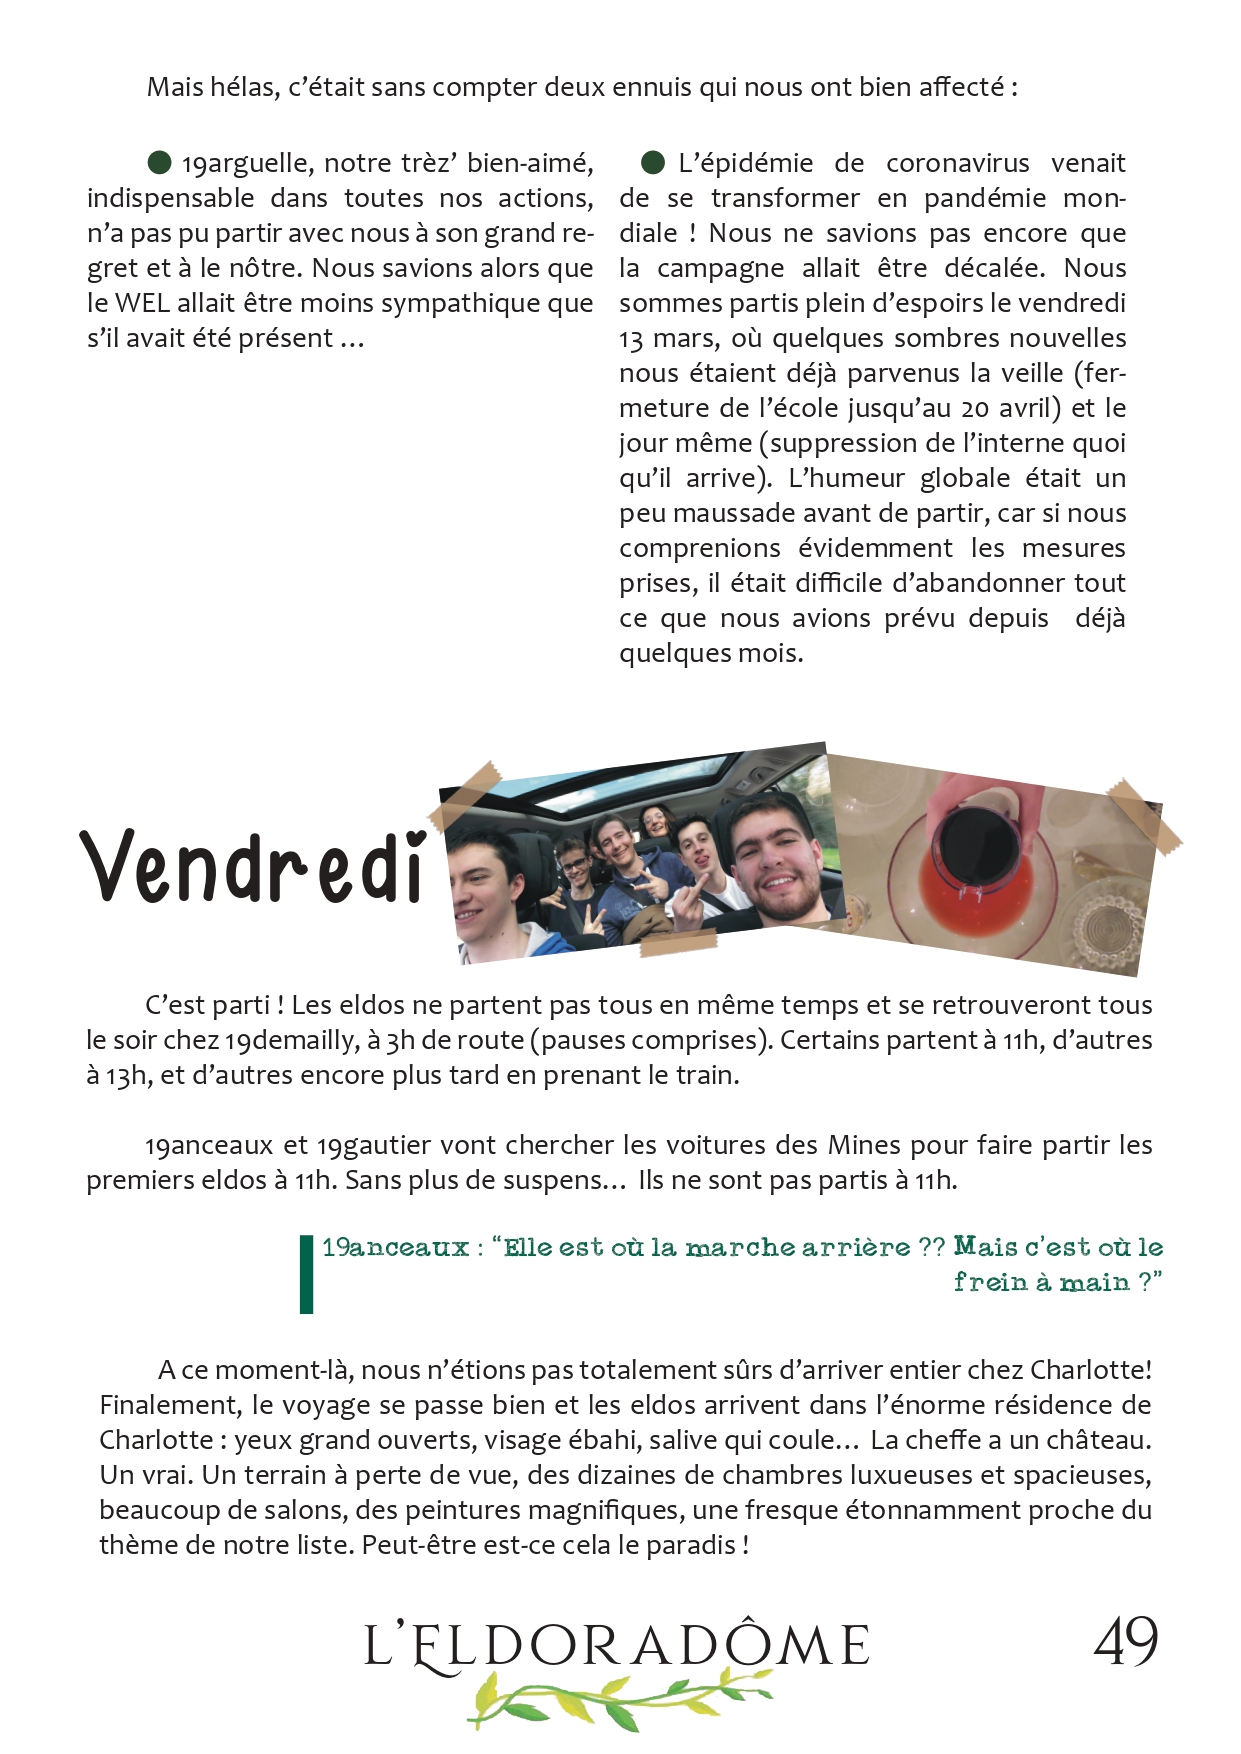 Mais hélas, c’était sans compter deux ennuis qui nous ont bien affecté :
● 19arguelle, notre trèz’ bien-aimé,
indispensable dans toutes nos actions,
n’a pas pu partir avec nous à son grand re-
gret et à le nôtre. Nous savions alors que
le WEL allait être moins sympathique que
s’il avait été présent …
● L’épidémie de coronavirus venait
de se transformer en pandémie mon-
diale ! Nous ne savions pas encore que
la campagne allait être décalée. Nous
sommes partis plein d’espoirs le vendredi
13 mars, où quelques sombres nouvelles
nous étaient déjà parvenus la veille (fer-
meture de l’école jusqu’au 20 avril) et le
jour même (suppression de l’interne quoi
qu’il arrive). L’humeur globale était un
peu maussade avant de partir, car si nous
comprenions évidemment les mesures
prises, il était difficile d’abandonner tout
ce que nous avions prévu depuis déjà
quelques mois.
Vendredi
C’est parti ! Les eldos ne partent pas tous en même temps et se retrouveront tous
le soir chez 19demailly, à 3h de route (pauses comprises). Certains partent à 11h, d’autres
à 13h, et d’autres encore plus tard en prenant le train.
19anceaux et 19gautier vont chercher les voitures des Mines pour faire partir les
premiers eldos à 11h. Sans plus de suspens… Ils ne sont pas partis à 11h.
19anceaux : “Elle est où la marche arrière ?? Mais c’est où le
frein à main ?”
A ce moment-là, nous n’étions pas totalement sûrs d’arriver entier chez Charlotte!
Finalement, le voyage se passe bien et les eldos arrivent dans l’énorme résidence de
Charlotte : yeux grand ouverts, visage ébahi, salive qui coule… La cheffe a un château.
Un vrai. Un terrain à perte de vue, des dizaines de chambres luxueuses et spacieuses,
beaucoup de salons, des peintures magnifiques, une fresque étonnamment proche du
thème de notre liste. Peut-être est-ce cela le paradis !
L’ELDORADÔME
49